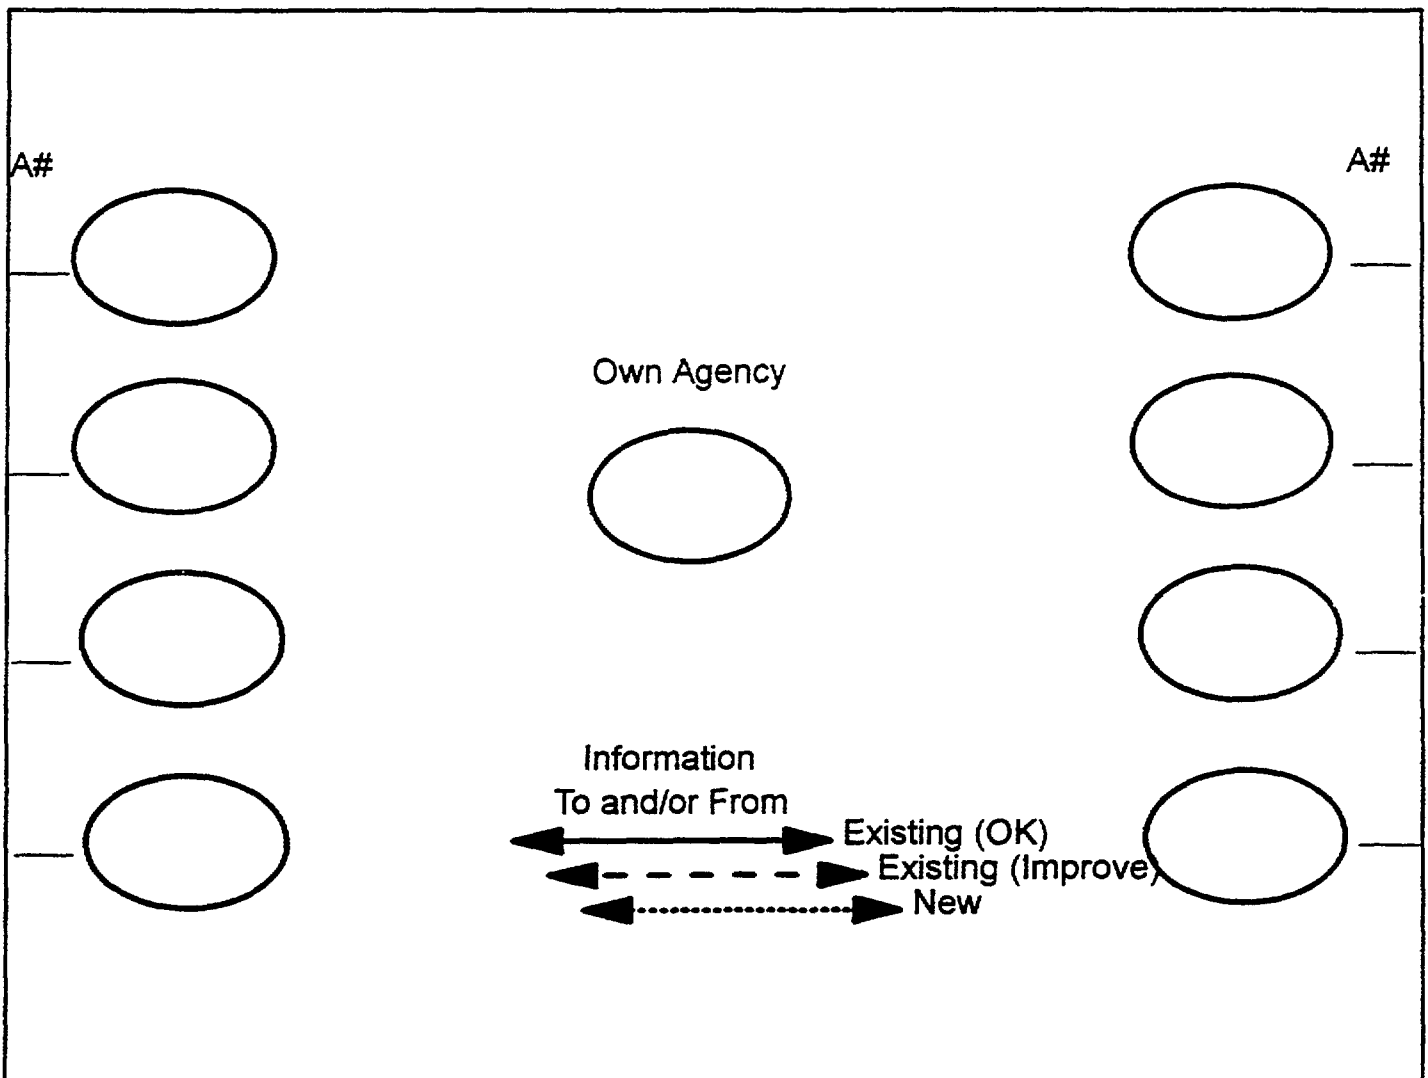 A#
A#
Own Agency
Information
To and/or From
Existing (OK)
Existing (Improve)
New